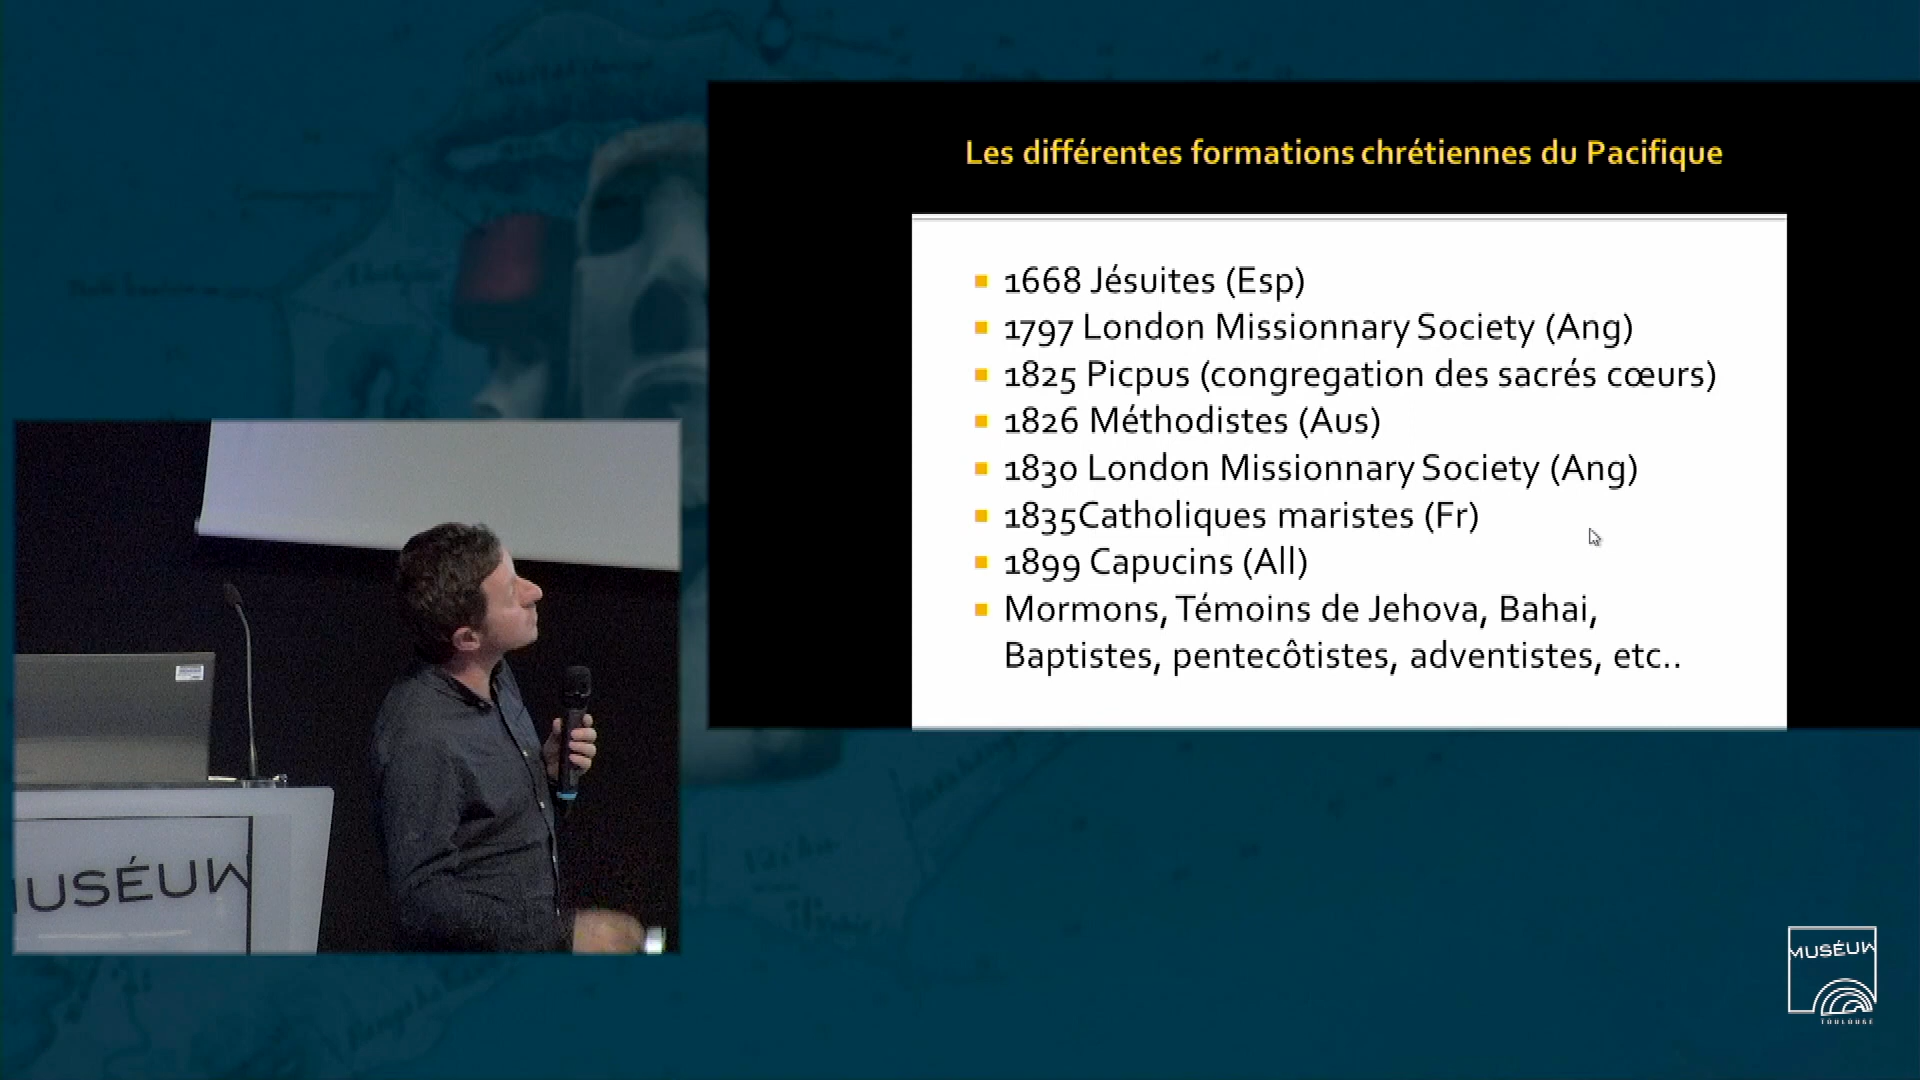 Les différentes formations chrétiennes du Pacifique
1668 Jésuites (Esp)
1797 London Missionnary Society (Ang)
1825 Picpus (congregation des sacrés cœurs)
1826 Méthodistes (Aus)
1830 London Missionnary Society (Ang)
1835Catholiques maristes (Fr)
1899 Capucins (All)
Mormons, Témoins de Jehova, Bahai,
Baptistes, pentecôtistes, adventistes, etc..
MUSÉUM
MUSÉUM
TOULOUSE